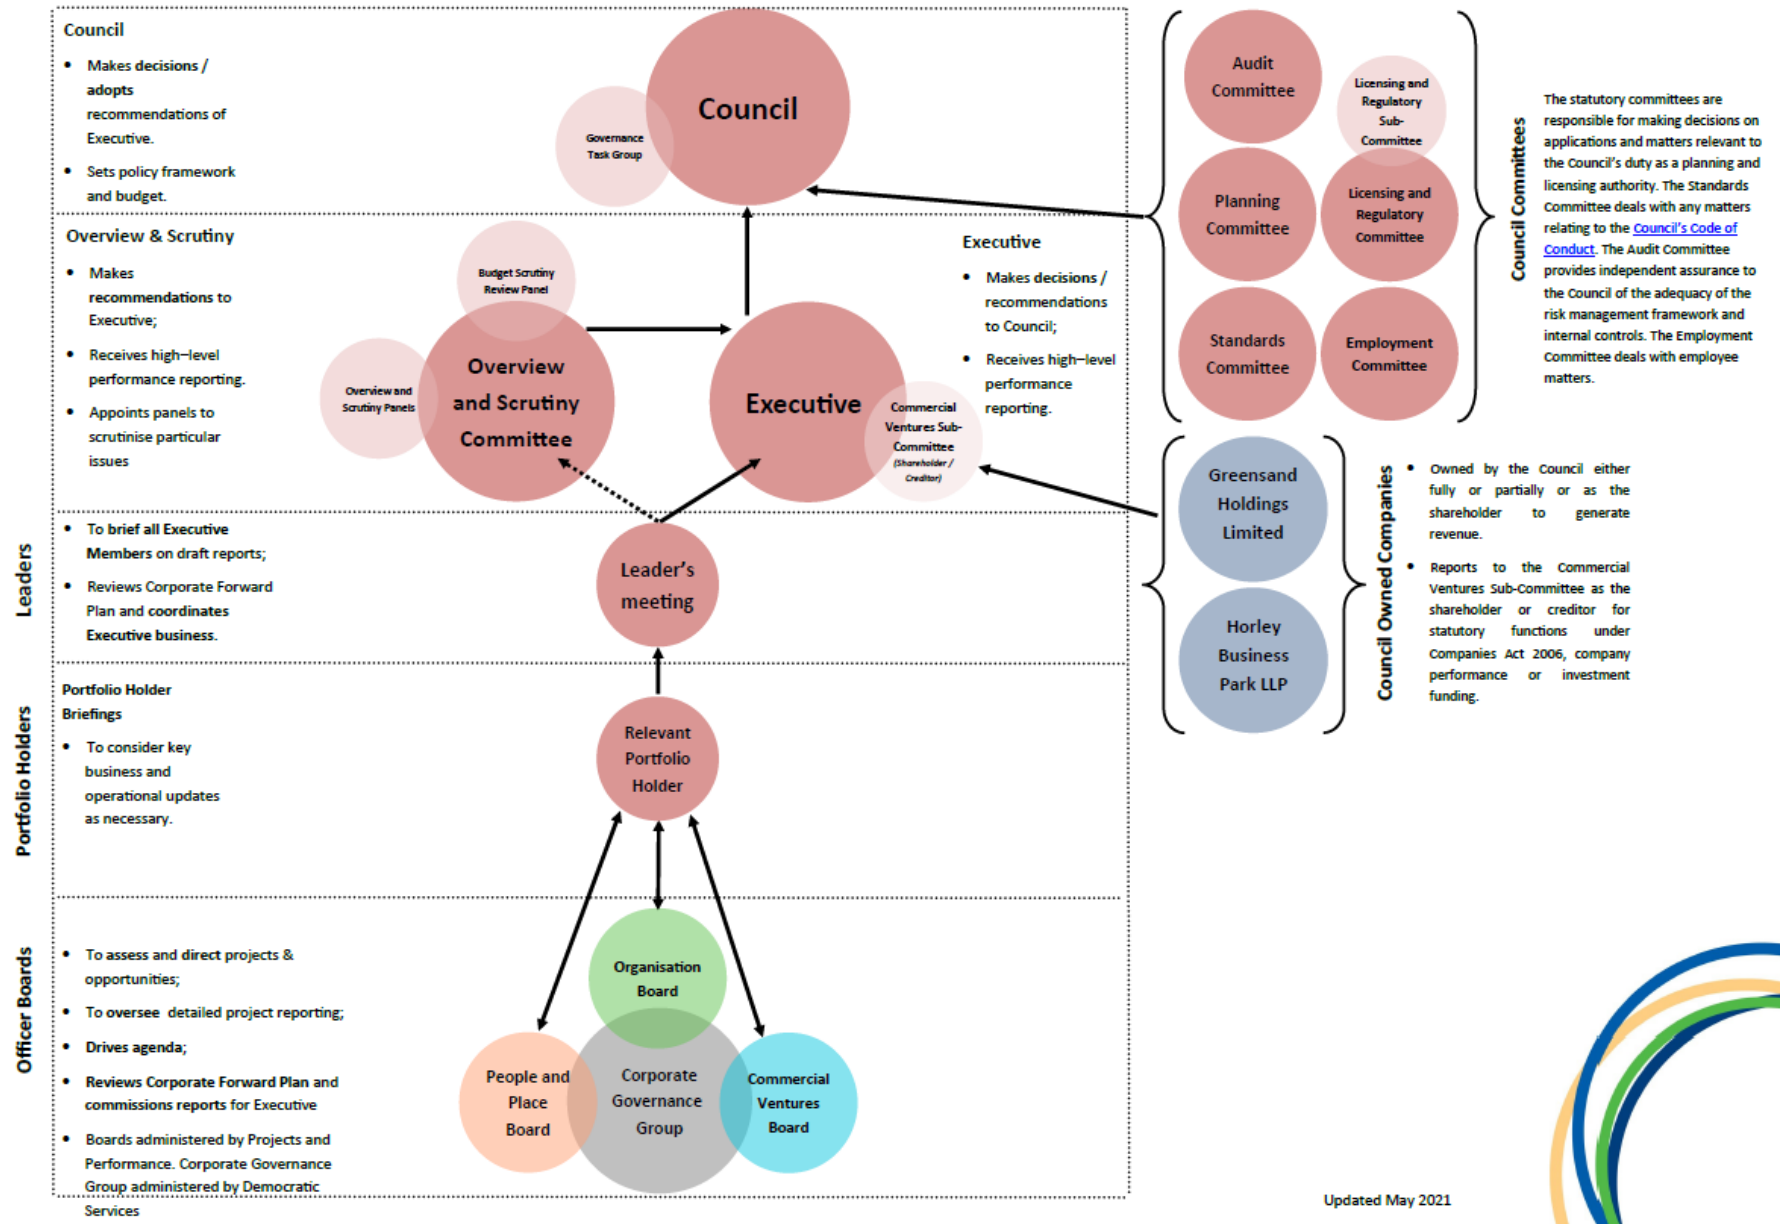 Council
• Makes decisions /
adopts
recommendations of
Executive.
• Sets policy framework
and budget.
Council
Governance
Task Group
Overview & Scrutiny
• Makes
recommendations to
Executive;
• Receives high–level
performance reporting.
• Appoints panels to
scrutinise particular
issues
Budget Scrutiny
Review Panel
Overview and
Scrutiny Panels
Overview
and Scrutiny
Committee
Executive
Commercial
Ventures Sub-
Committee
(Shareholder /
Creditor)
Executive
• Makes decisions /
recommendations
to Council;
• Receives high–level
performance
reporting.
Leaders
• To brief all Executive
Members on draft reports;
• Reviews Corporate Forward
Plan and coordinates
Executive business.
Leader's
meeting
Portfolio Holders
Portfolio Holder
Briefings
• To consider key
business and
operational updates
as necessary.
Relevant
Portfolio
Holder
Officer Boards
• To assess and direct projects &
opportunities;
• To oversee detailed project reporting;
• Drives agenda;
• Reviews Corporate Forward Plan and
commissions reports for Executive
• Boards administered by Projects and
Performance. Corporate Governance
Group administered by Democratic
Services
Organisation
Board
People and
Place
Board
Corporate
Governance
Group
Commercial
Ventures
Board
Audit
Committee
Licensing and
Regulatory
Sub-
Committee
Planning
Committee
Licensing and
Regulatory
Committee
Standards
Committee
Employment
Committee
Council Committees
The statutory committees are
responsible for making decisions on
applications and matters relevant to
the Council's duty as a planning and
licensing authority. The Standards
Committee deals with any matters
relating to the Council's Code of
Conduct. The Audit Committee
provides independent assurance to
the Council of the adequacy of the
risk management framework and
internal controls. The Employment
Committee deals with employee
matters.
Greensand
Holdings
Limited
Horley
Business
Park LLP
Council Owned Companies
• Owned by the Council either
fully or partially or as the
shareholder to generate
revenue.
• Reports to the Commercial
Ventures Sub-Committee as the
shareholder or creditor for
statutory functions under
Companies Act 2006, company
performance or investment
funding.
Updated May 2021